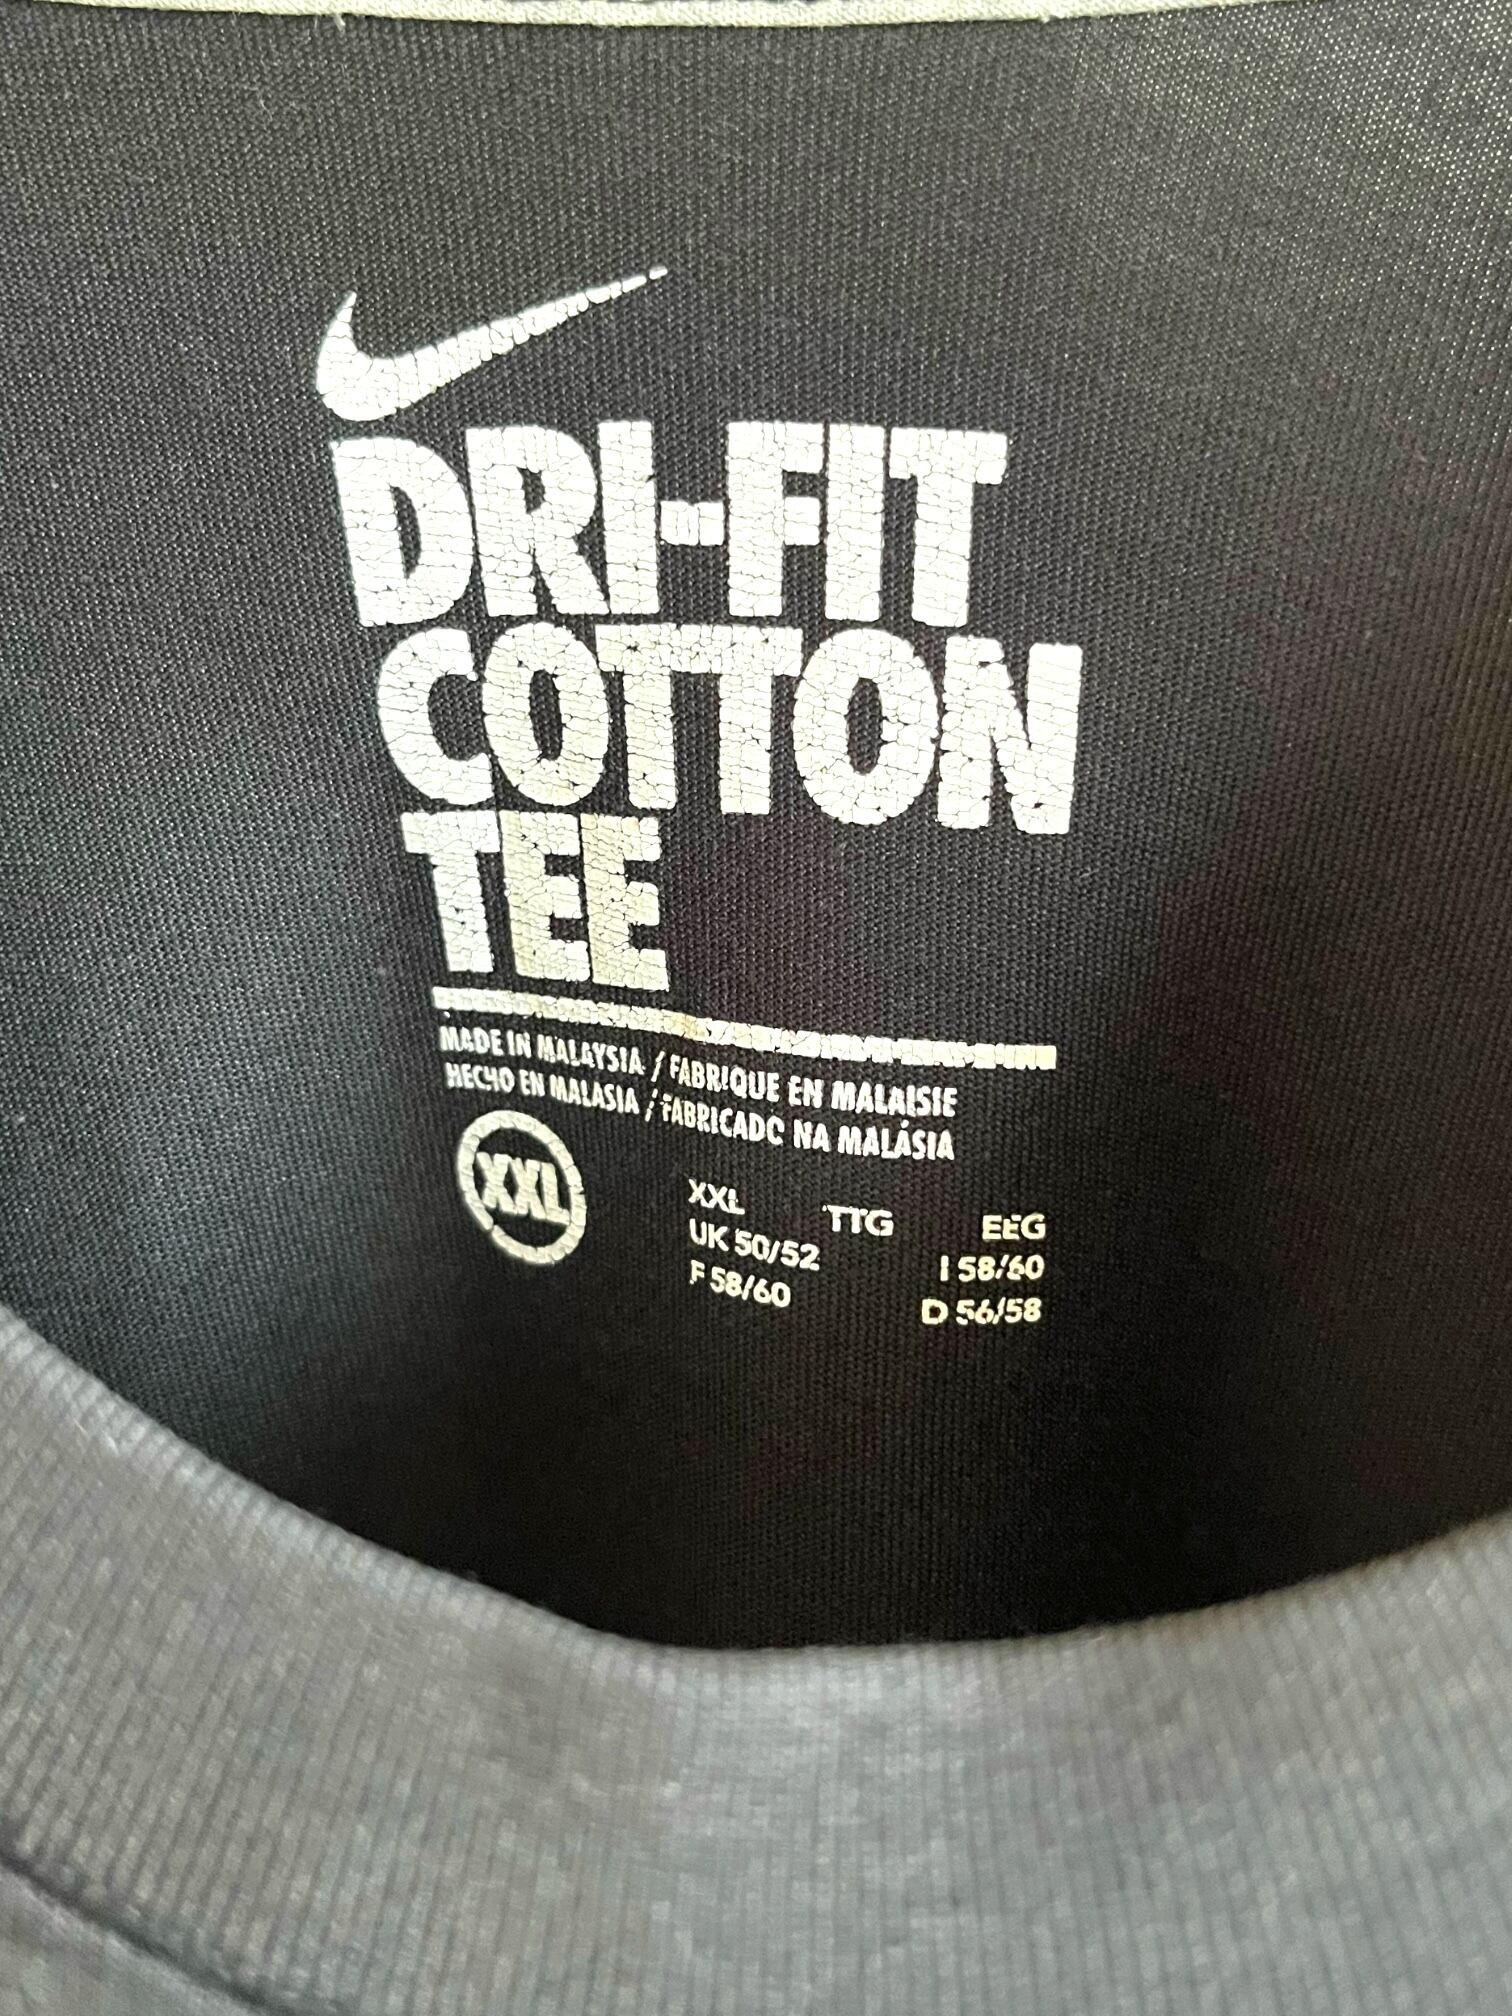 DRI-FIT
COTTON
TEE
MADE IN MALAYSIA / FABRIQUE EN MALAISIE
HECHO EN MALASIA / FABRICADO NA MALÁSIA
XXL
XXL TTG EEG
UK 50/52 I 58/60
F 58/60 D 56/58